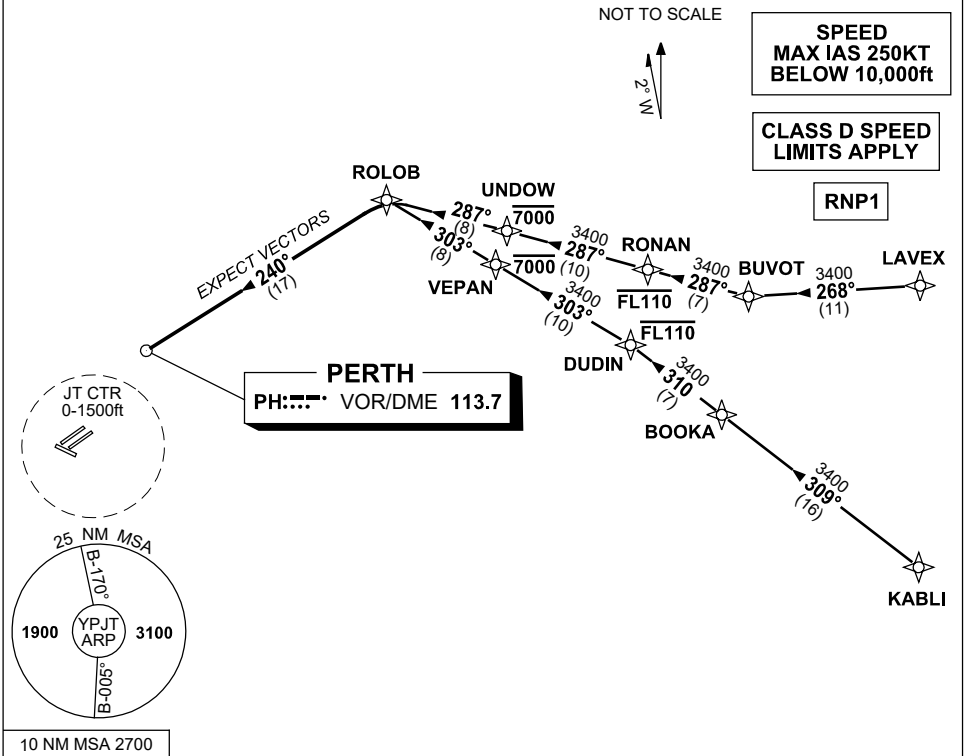 NOT TO SCALE
2° W
SPEED
MAX IAS 250KT
BELOW 10,000ft
CLASS D SPEED
LIMITS APPLY
RNP1
ROLOB
UNDOW
7000
287°
(8)
303°
(8)
EXPECT VECTORS
240°
(17)
VEPAN
7000
3400
287°
(10)
RONAN
FL110
3400
287°
(7)
BUVOT
3400
268°
(11)
LAVEX
3400
303°
(10)
FL110
DUDIN
3400
310
(7)
BOOKA
3400
309°
(16)
KABLI
PERTH
PH: VOR/DME 113.7
JT CTR
0-1500ft
25 NM MSA
B-170°
1900
YPJT
ARP
3100
B-005°
10 NM MSA 2700